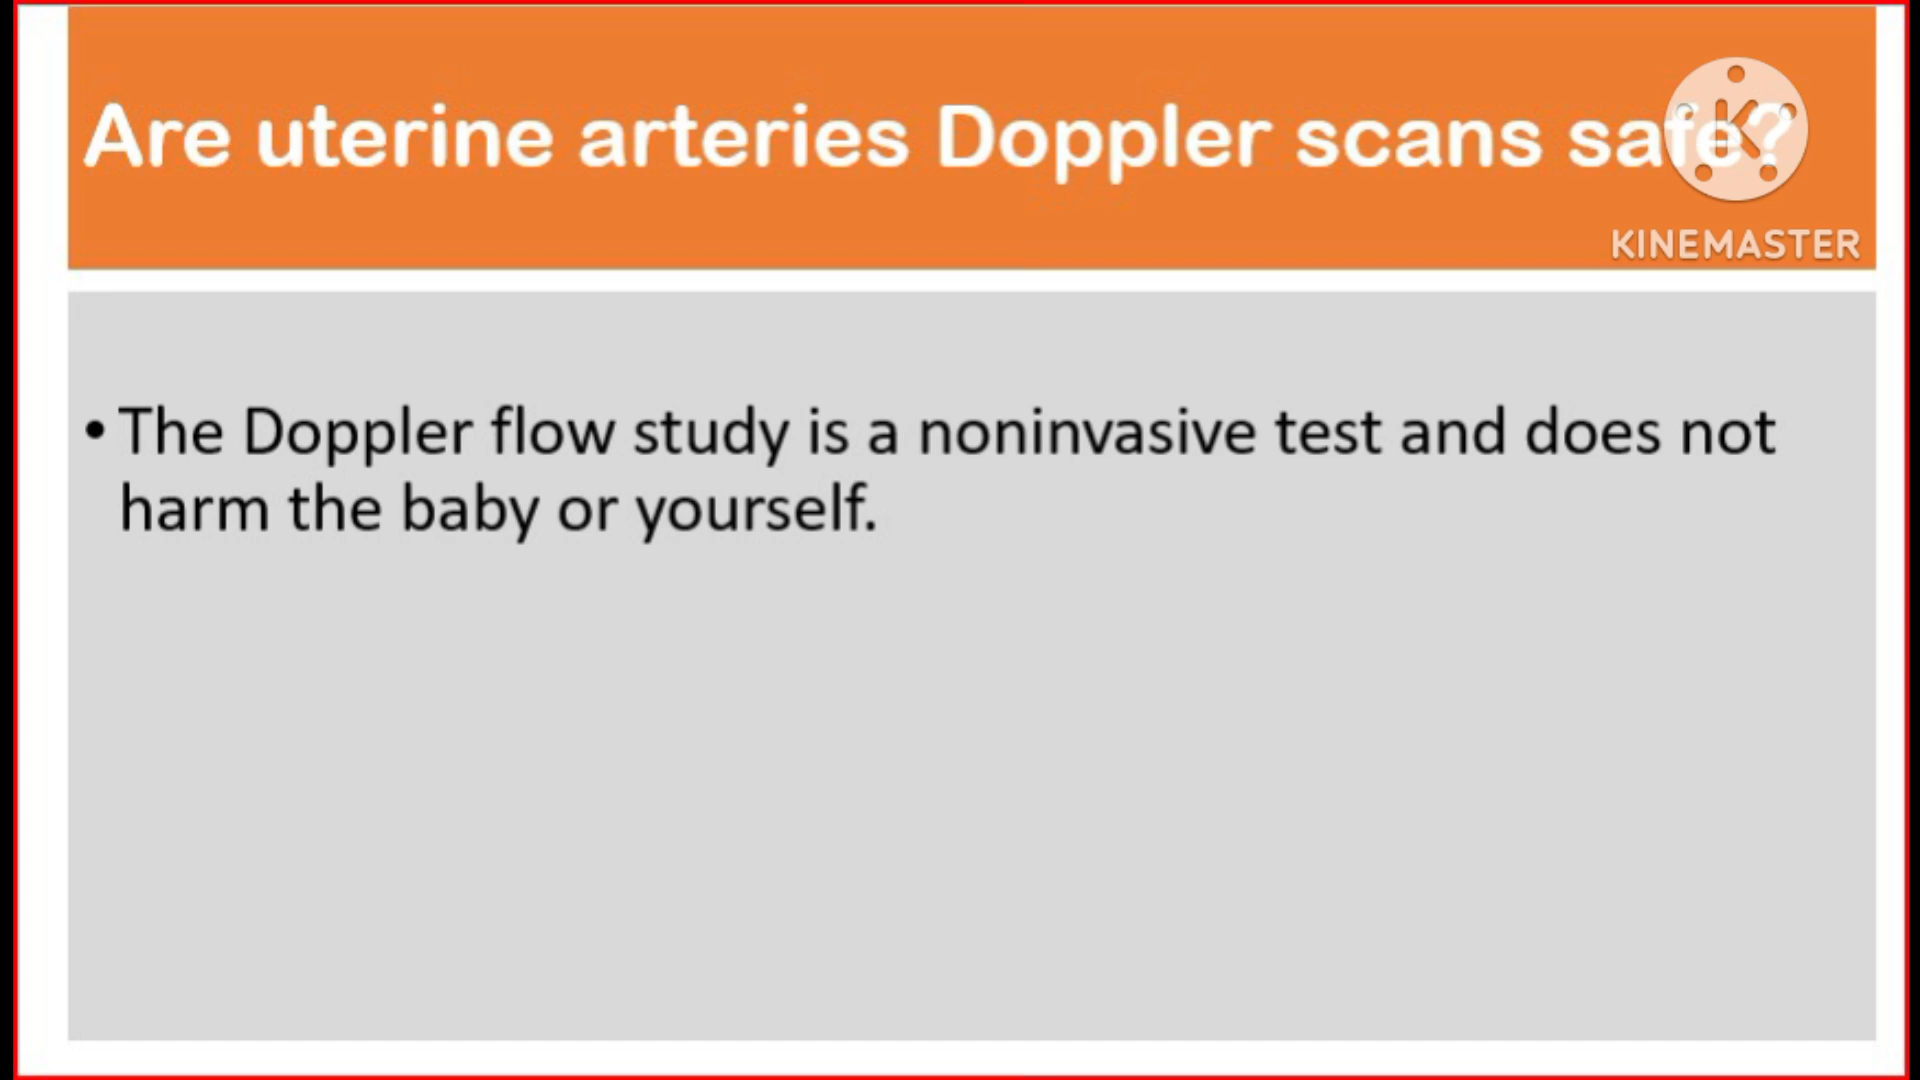 Are uterine arteries Doppler scans safe?
KINEMASTER
• The Doppler flow study is a noninvasive test and does not
harm the baby or yourself.